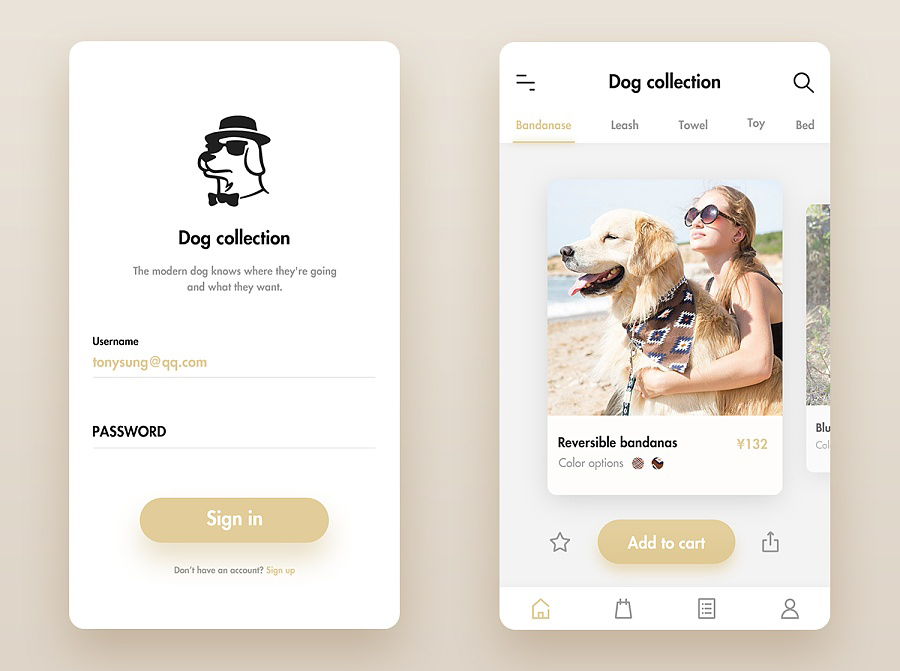 Dog collection
The modern dog knows where they're going
and what they want.
Username
tonysung@qq.com
PASSWORD
Sign in
Don't have an account? Sign up
Dog collection
Bandanase Leash Towel Toy Bed
Reversible bandanas ¥132
Color options
Blu
Col
Add to cart